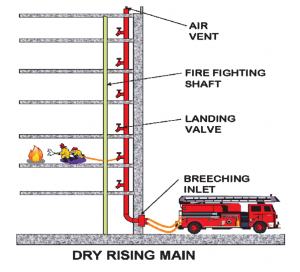 AIR
VENT
FIRE FIGHTING
SHAFT
LANDING
VALVE
BREECHING
INLET
DRY RISING MAIN